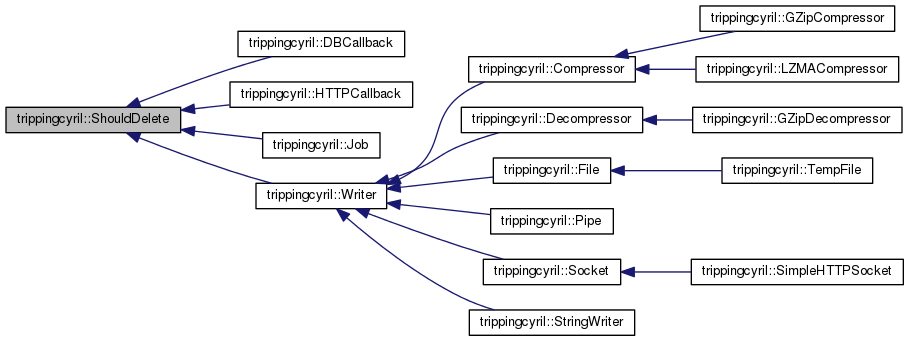 trippingcyril::ShouldDelete
trippingcyril::DBCallback
trippingcyril::HTTPCallback
trippingcyril::Job
trippingcyril::Writer
trippingcyril::Compressor
trippingcyril::Decompressor
trippingcyril::File
trippingcyril::Pipe
trippingcyril::Socket
trippingcyril::StringWriter
trippingcyril::GZipCompressor
trippingcyril::LZMACompressor
trippingcyril::GZipDecompressor
trippingcyril::TempFile
trippingcyril::SimpleHTTPSocket